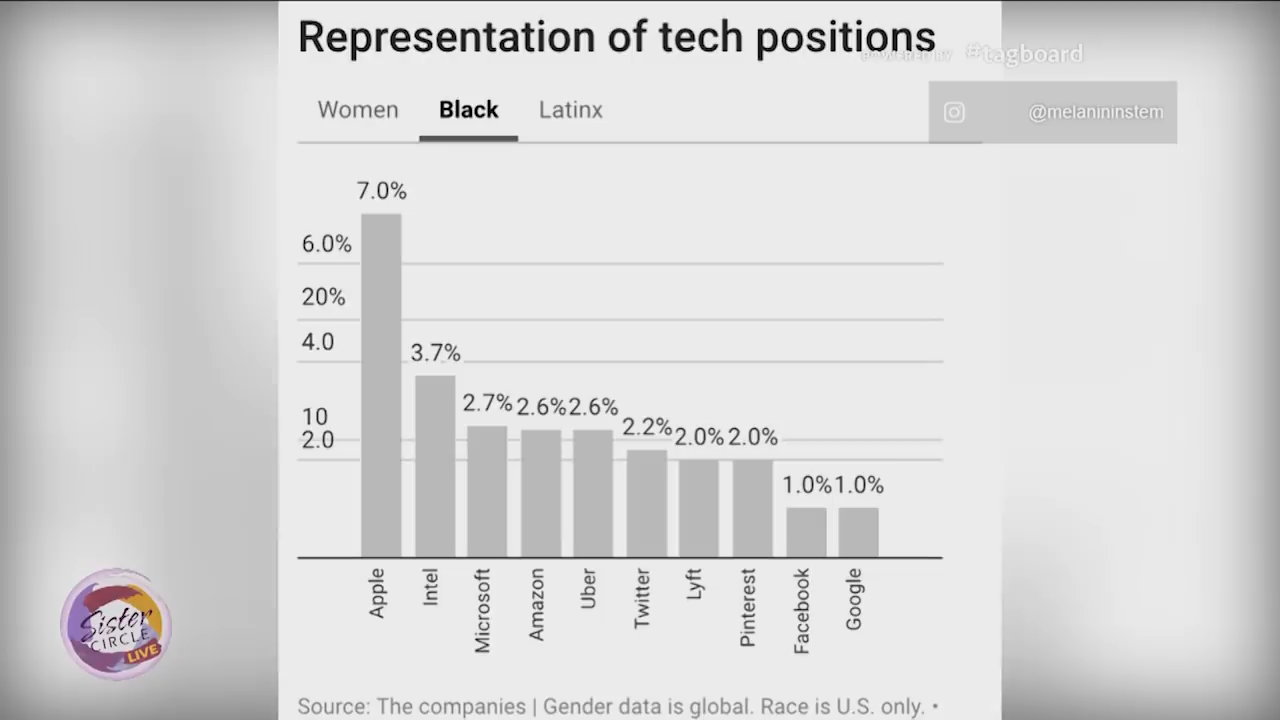 Representation of tech positions
POWERED BY #tagboard
Women Black Latinx
@melanininstem
7.0%
6.0%
20%
4.0
3.7%
2.7% 2.6% 2.6%
10
2.2% 2.0% 2.0%
2.0
1.0% 1.0%
Apple
Intel
Microsoft
Amazon
Uber
Twitter
Lyft
Pinterest
Facebook
Google
Sister
CIRCLE
LIVE
Source: The companies | Gender data is global. Race is U.S. only. •